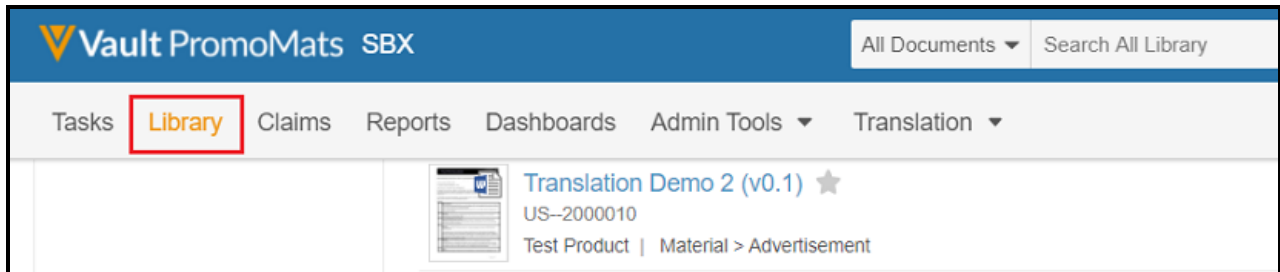 Vault PromoMats SBX All Documents Search All Library
Tasks Library Claims Reports Dashboards Admin Tools Translation
Translation Demo 2 (v0.1)
US--2000010
Test Product | Material > Advertisement